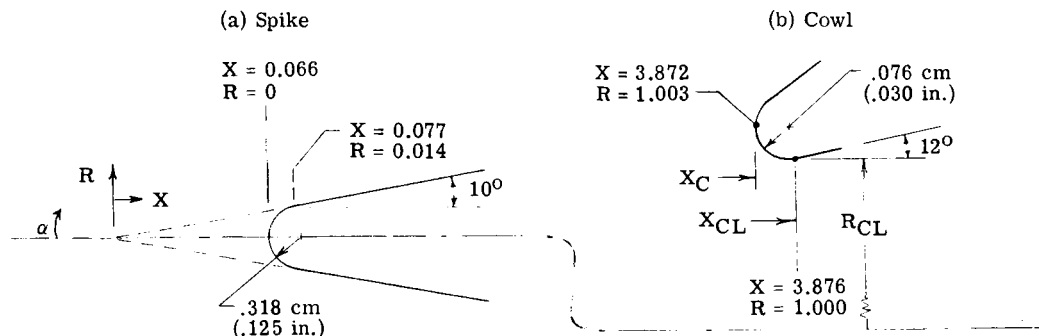 (a) Spike
X = 0.066
R = 0
X = 0.077
R = 0.014
R
X
α
10°
.318 cm
(.125 in.)
(b) Cowl
X = 3.872
R = 1.003
.076 cm
(.030 in.)
12°
X_C
X_CL
R_CL
X = 3.876
R = 1.000